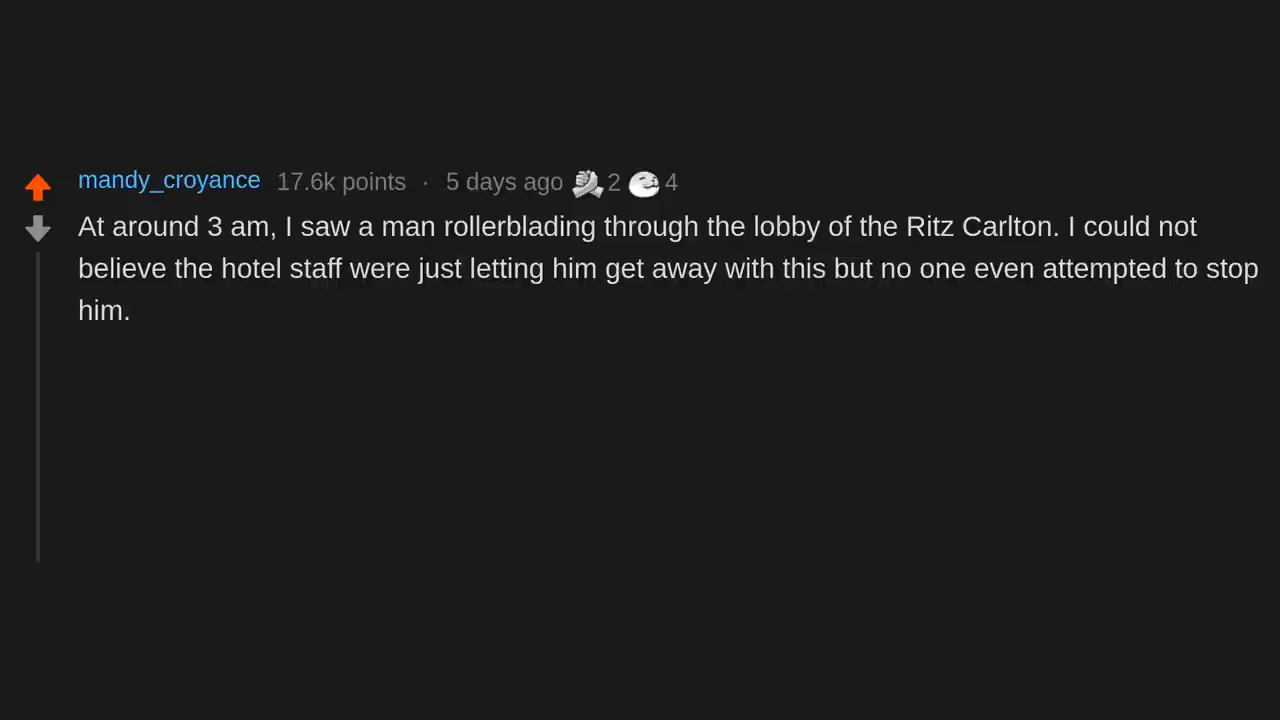 mandy_croyance 17.6k points · 5 days ago 2 4
At around 3 am, I saw a man rollerblading through the lobby of the Ritz Carlton. I could not
believe the hotel staff were just letting him get away with this but no one even attempted to stop
him.